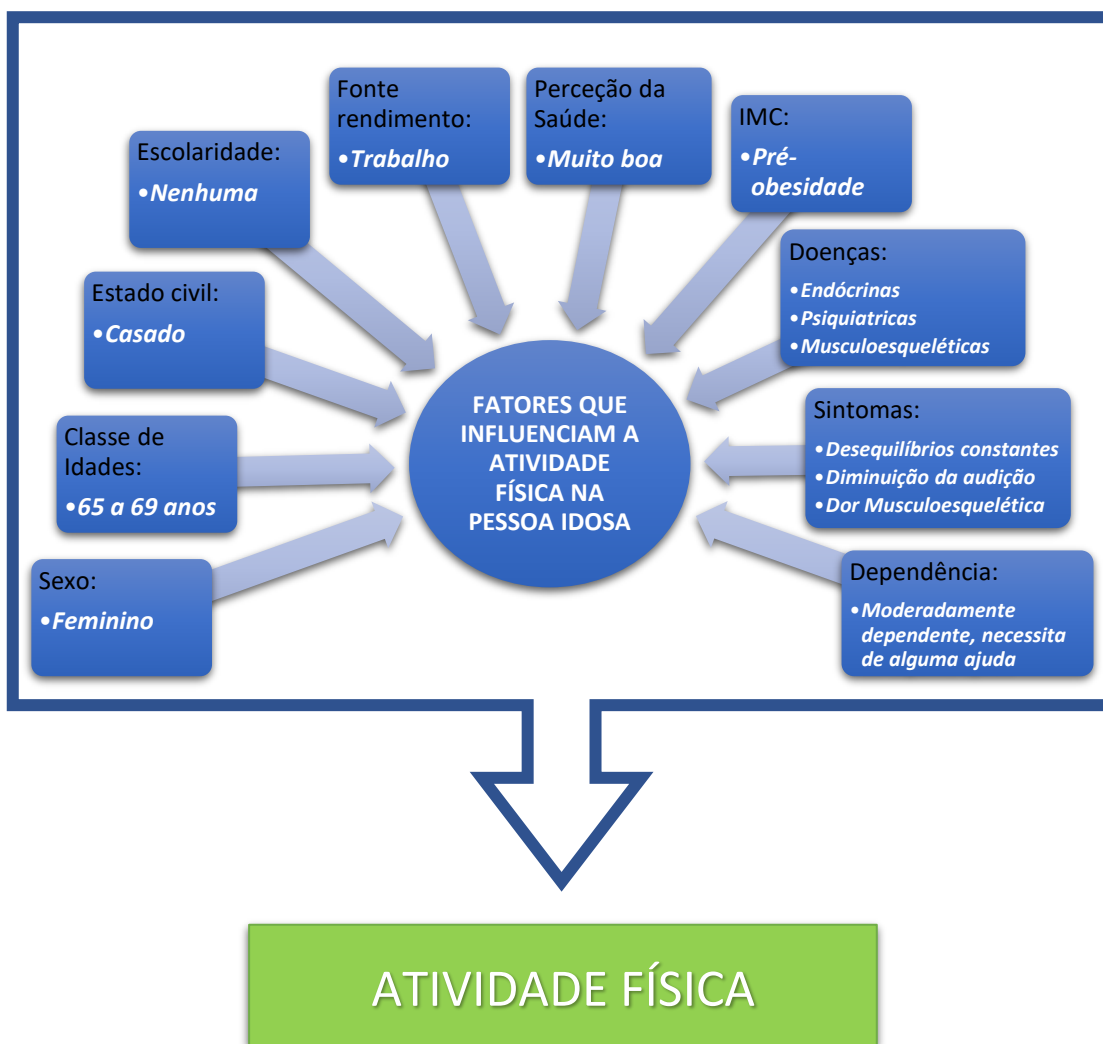 Fonte
rendimento:
•Trabalho
Perceção da
Saúde:
•Muito boa
IMC:
•Pré-
obesidade
Escolaridade:
•Nenhuma
Doenças:
•Endócrinas
•Psiquiatricas
•Musculoesqueléticas
Estado civil:
•Casado
Sintomas:
•Desequilíbrios constantes
•Diminuição da audição
•Dor Musculoesquelética
Classe de
Idades:
•65 a 69 anos
Dependência:
•Moderadamente
dependente, necessita
de alguma ajuda
Sexo:
•Feminino
FATORES QUE
INFLUENCIAM A
ATIVIDADE
FÍSICA NA
PESSOA IDOSA
ATIVIDADE FÍSICA